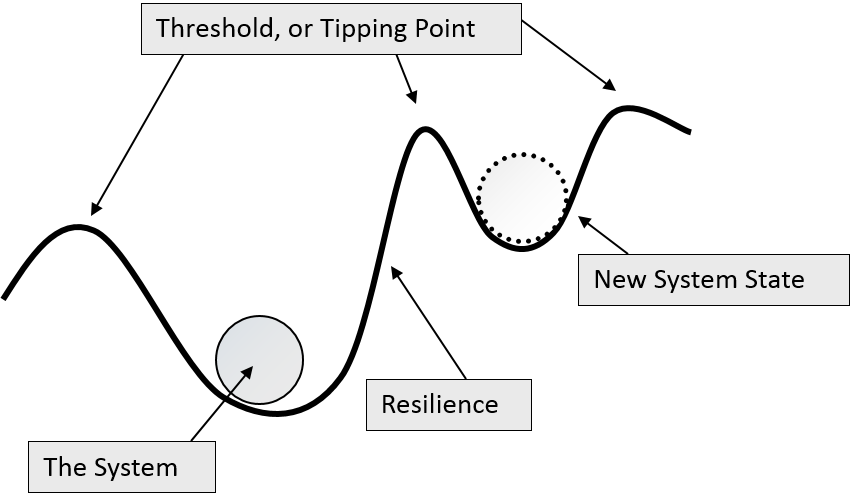 Threshold, or Tipping Point
New System State
Resilience
The System